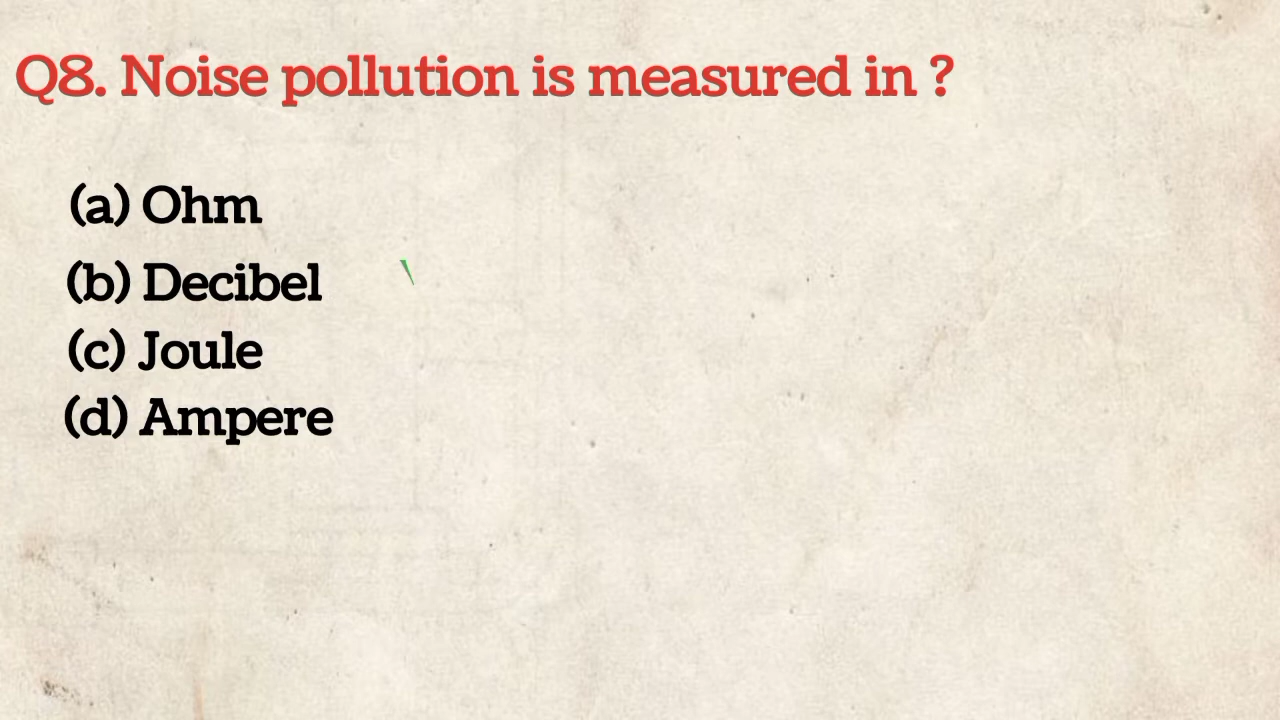 Q8. Noise pollution is measured in ?
(a) Ohm
(b) Decibel
(c) Joule
(d) Ampere